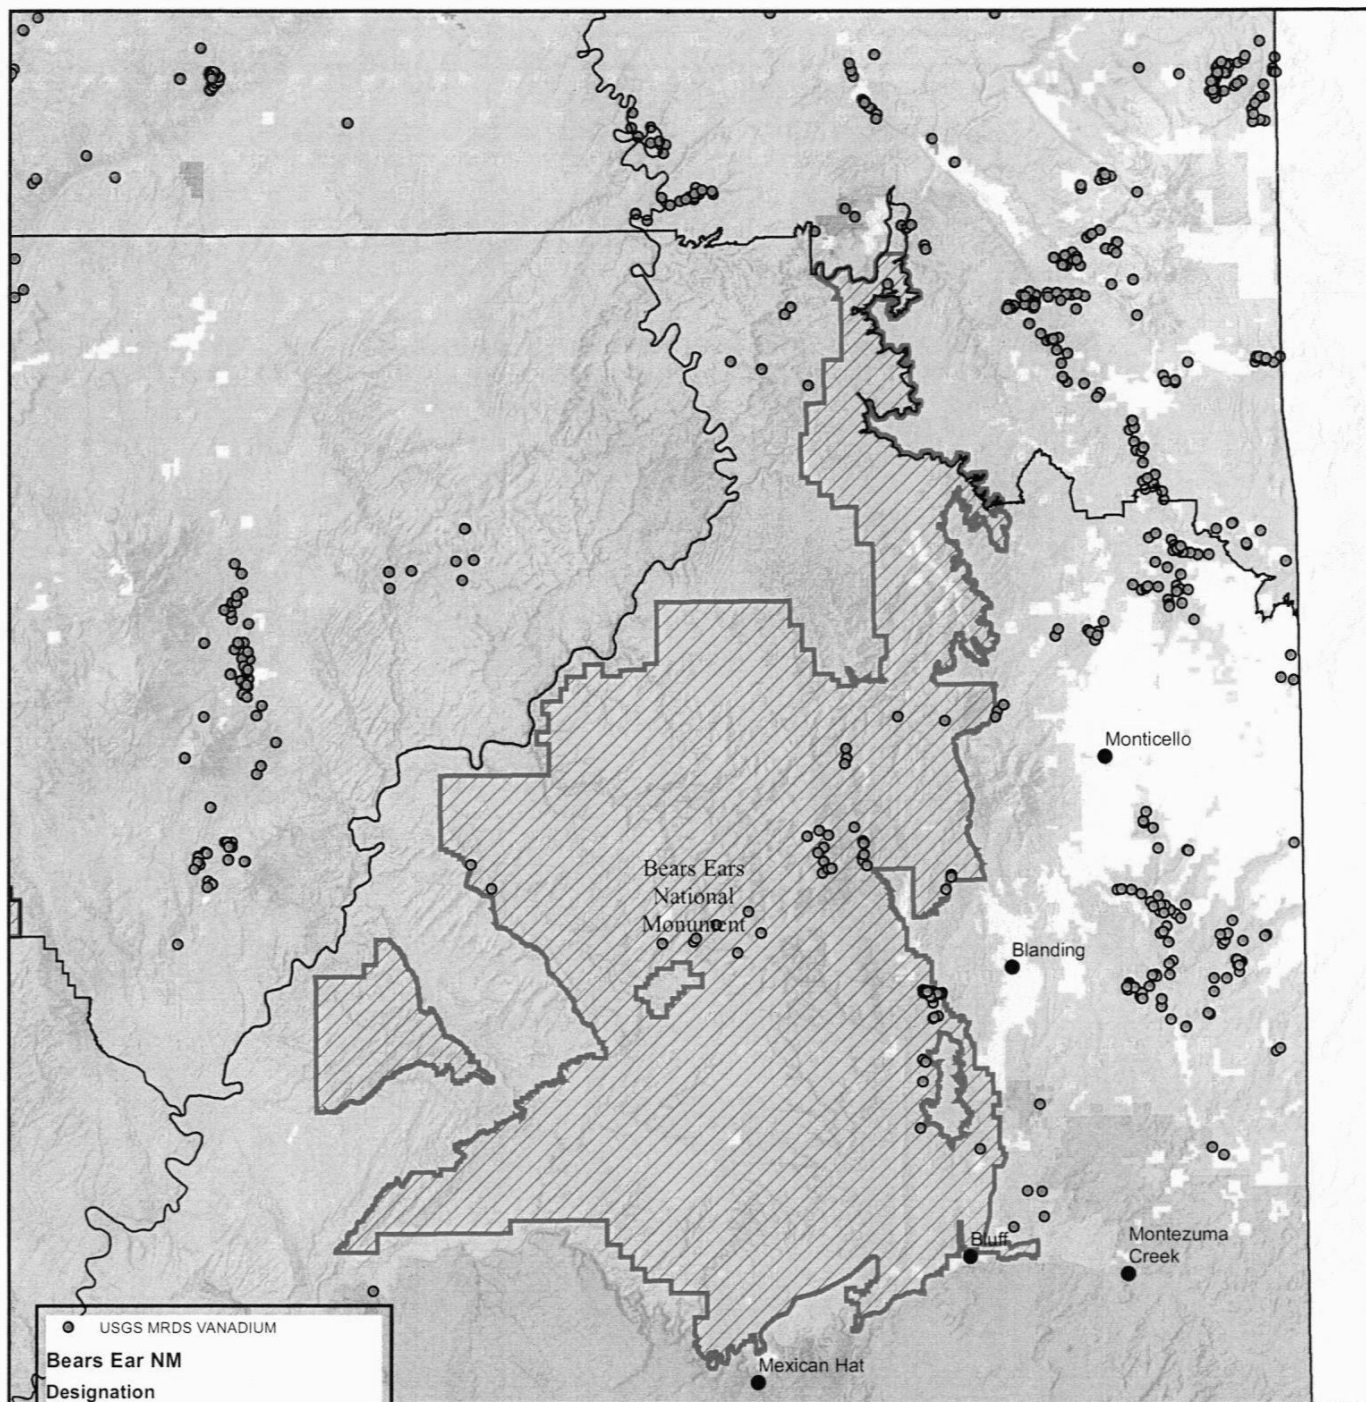 Monticello
Bears Ears
National
Monument
Blanding
Bluff
Montezuma
Creek
Mexican Hat
USGS MRDS VANADIUM
Bears Ear NM
Designation